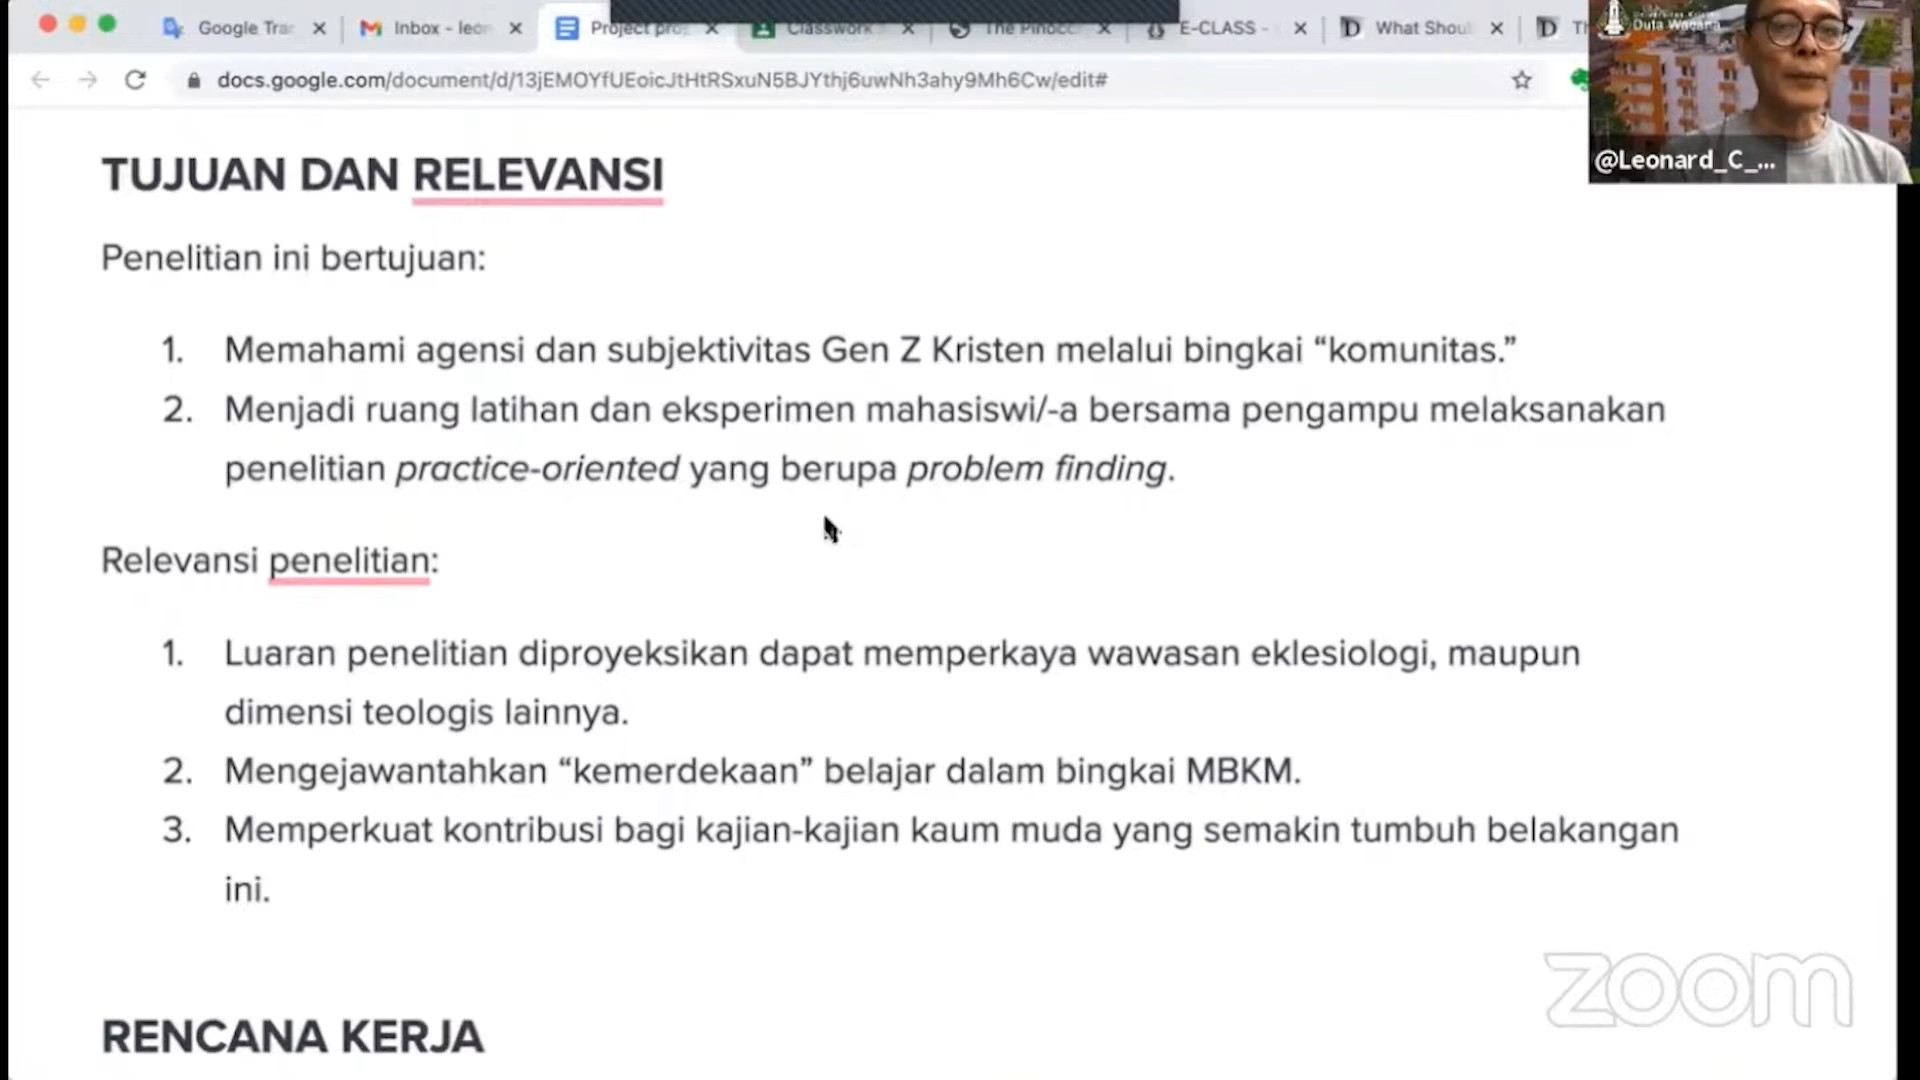 Google Tra
Inbox - leo
Project pro
Classwork
The Pinocc
E-CLASS -
What Shoul
docs.google.com/document/d/13jEMOYfUEoicJtHtRSxuN5BJYthj6uwNh3ahy9Mh6Cw/edit#
Duta Wacana
@Leonard_C_...
TUJUAN DAN RELEVANSI
Penelitian ini bertujuan:
1. Memahami agensi dan subjektivitas Gen Z Kristen melalui bingkai “komunitas.”
2. Menjadi ruang latihan dan eksperimen mahasiswi/-a bersama pengampu melaksanakan
penelitian practice-oriented yang berupa problem finding.
Relevansi penelitian:
1. Luaran penelitian diproyeksikan dapat memperkaya wawasan eklesiologi, maupun
dimensi teologis lainnya.
2. Mengejawantahkan “kemerdekaan” belajar dalam bingkai MBKM.
3. Memperkuat kontribusi bagi kajian-kajian kaum muda yang semakin tumbuh belakangan
ini.
zoom
RENCANA KERJA